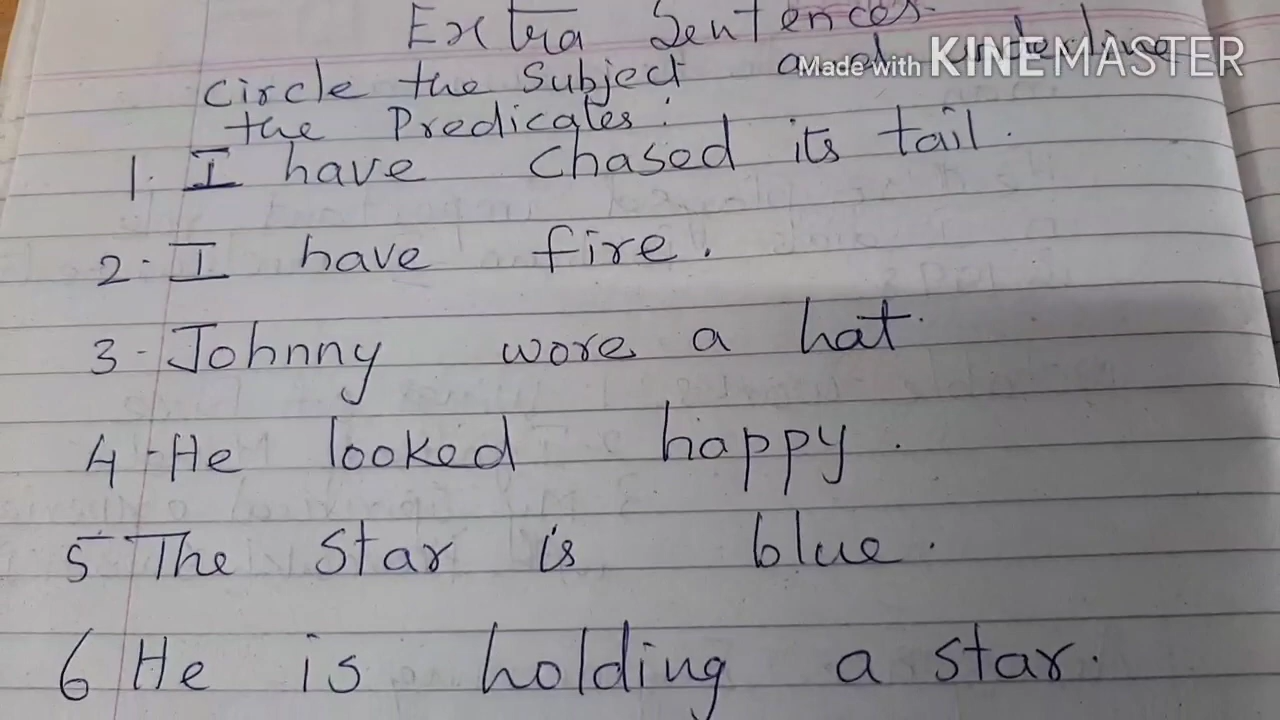 Extra Sentences.
Made with KINEMASTER
Circle the Subject and underline
the Predicates:
1. I have chased its tail.
2. I have fire.
3. Johnny wore a hat.
4. He looked happy.
5 The star is blue.
6 He is holding a star.